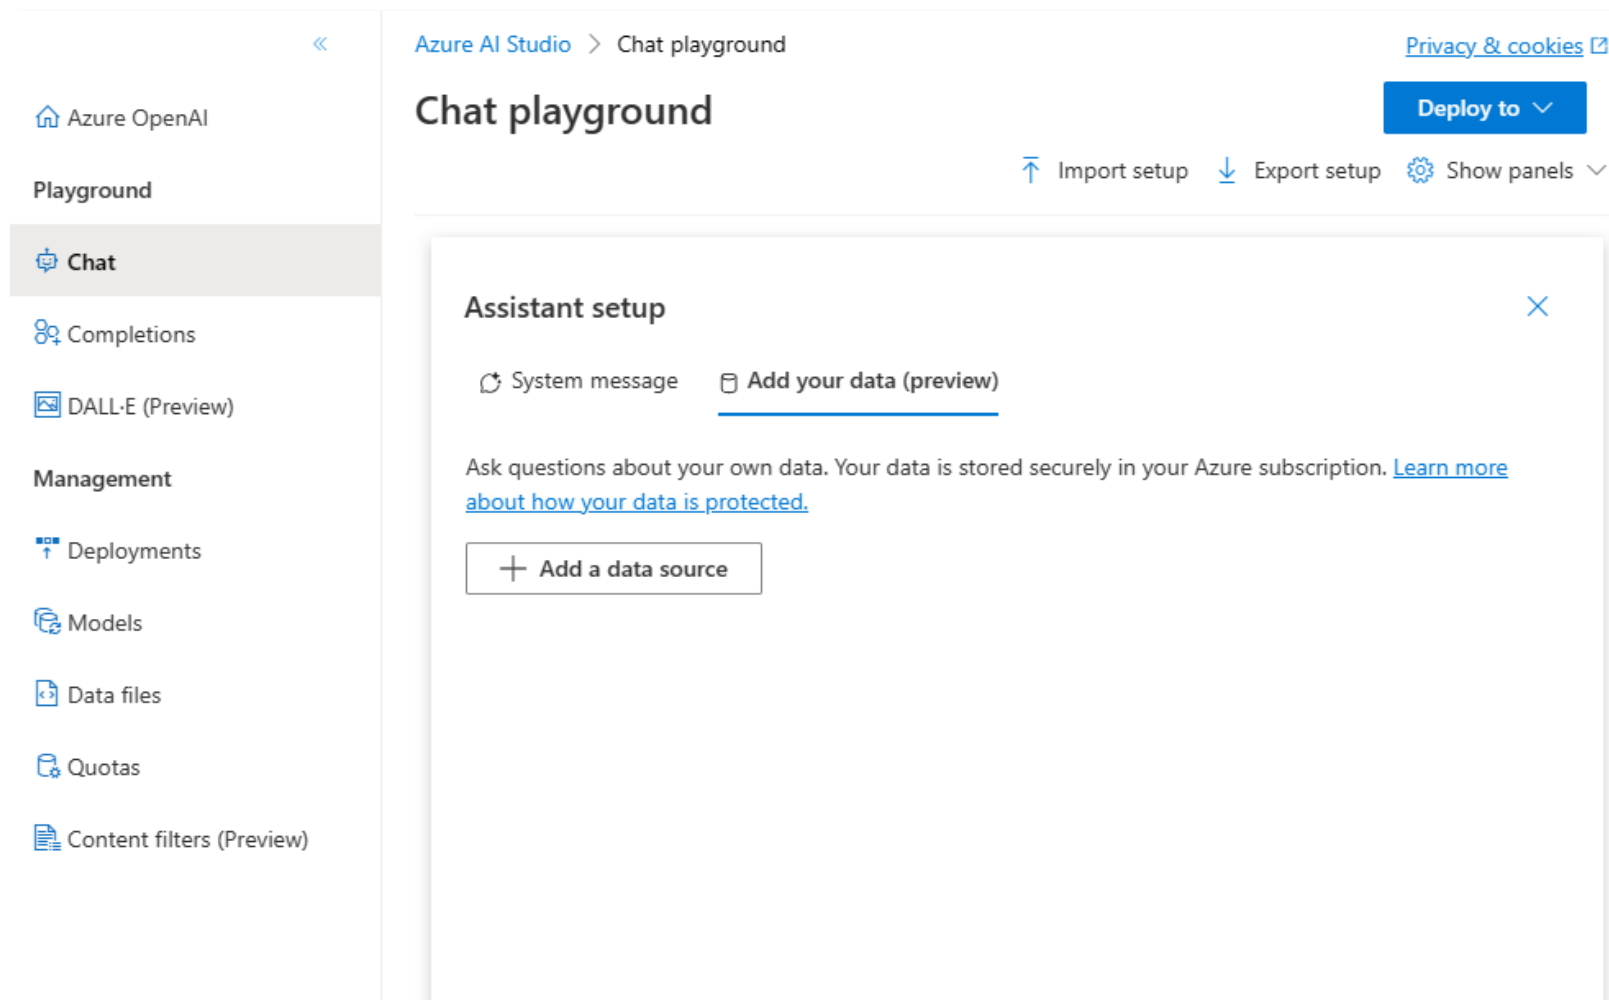 Azure OpenAI
Playground
Chat
Completions
DALL·E (Preview)
Management
Deployments
Models
Data files
Quotas
Content filters (Preview)
Azure AI Studio > Chat playground
Privacy & cookies
Chat playground
Deploy to
Import setup
Export setup
Show panels
Assistant setup
System message
Add your data (preview)
Ask questions about your own data. Your data is stored securely in your Azure subscription. Learn more
about how your data is protected.
Add a data source